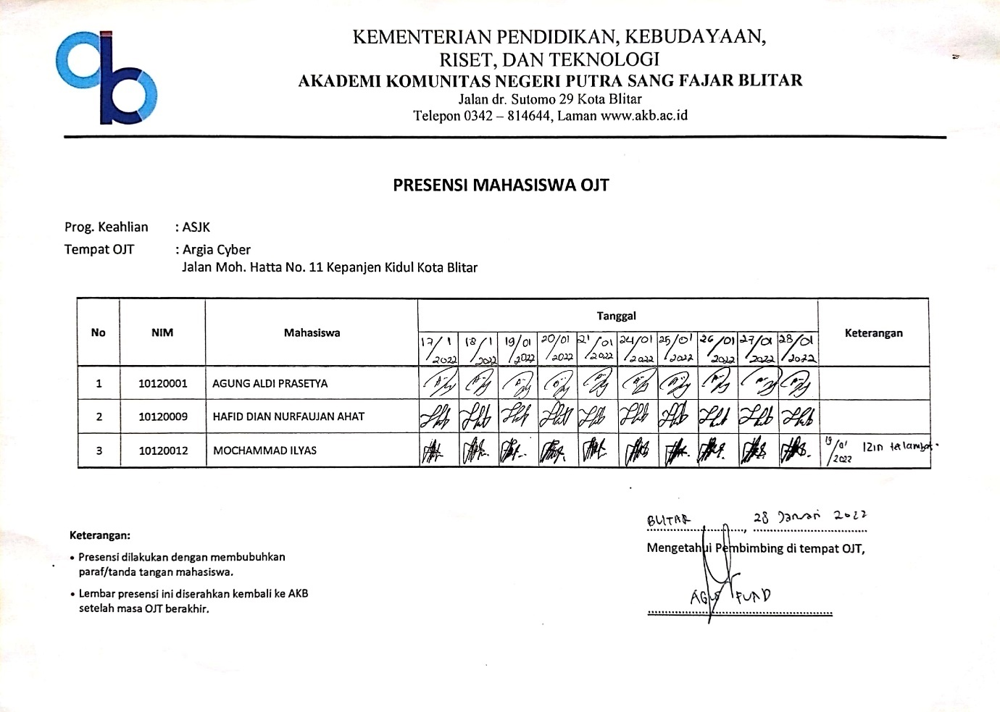 KEMENTERIAN PENDIDIKAN, KEBUDAYAAN,
RISET, DAN TEKNOLOGI
AKADEMI KOMUNITAS NEGERI PUTRA SANG FAJAR BLITAR
Jalan dr. Sutomo 29 Kota Blitar
Telepon 0342 – 814644, Laman www.akb.ac.id
PRESENSI MAHASISWA OJT
Prog. Keahlian : ASJK
Tempat OJT : Argia Cyber
Jalan Moh. Hatta No. 11 Kepanjen Kidul Kota Blitar
No NIM Mahasiswa Tanggal Keterangan
17/1 2022 18/1 2022 19/01 2022 20/01 2022 21/01 2022 24/01 2022 25/01 2022 26/01 2022 27/01 2022 28/01 2022
1 10120001 AGUNG ALDI PRASETYA
2 10120009 HAFID DIAN NURFAUJAN AHAT
3 10120012 MOCHAMMAD ILYAS 19/01 2022 Izin telambat
BLITAR, 28 Januari 2022
Mengetahui Pembimbing di tempat OJT,
AGUS FUAD
Keterangan:
• Presensi dilakukan dengan membubuhkan
paraf/tanda tangan mahasiswa.
• Lembar presensi ini diserahkan kembali ke AKB
setelah masa OJT berakhir.